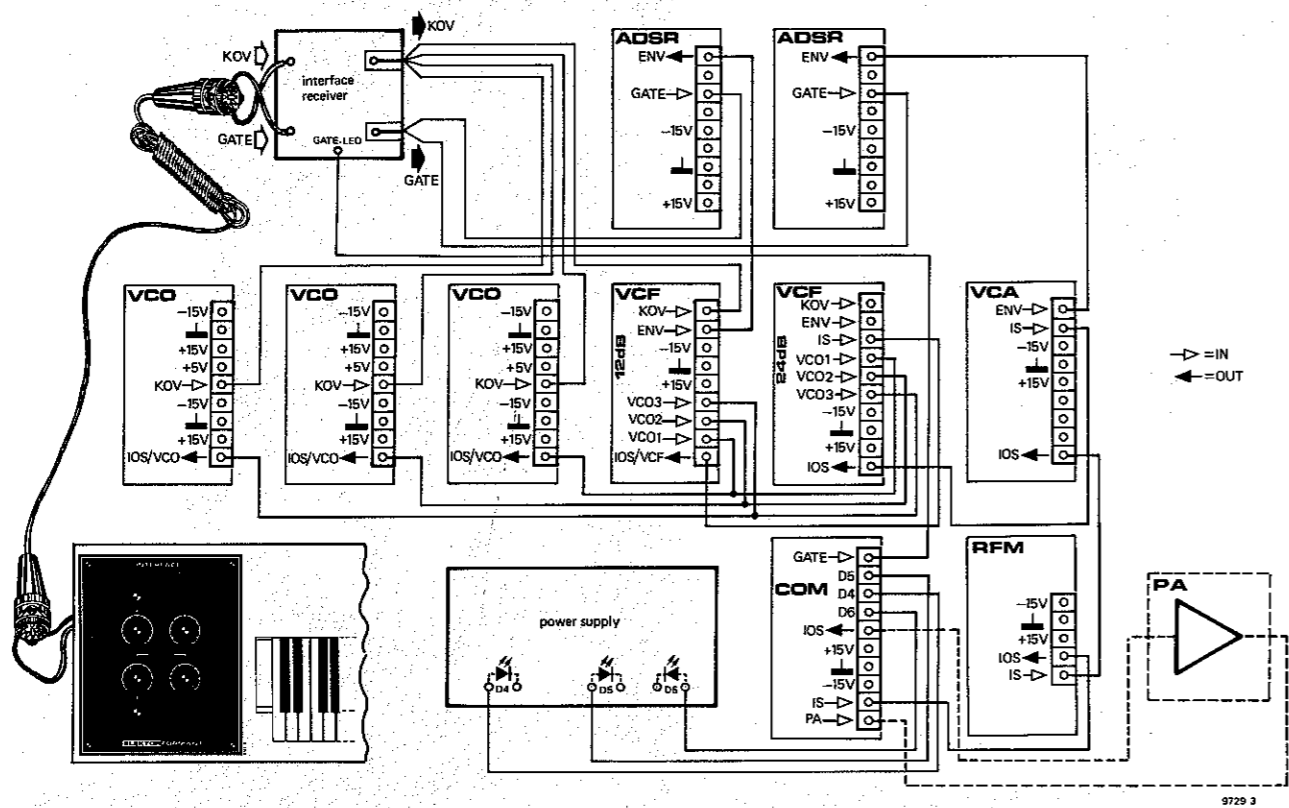 KOV
KOV
interface
receiver
GATE
GATE-LED
GATE
ADSR
ENV
GATE
-15V
+15V
ADSR
ENV
GATE
-15V
+15V
VCO
-15V
+15V
+5V
KOV
-15V
+15V
IOS/VCO
VCO
-15V
+15V
+5V
KOV
-15V
+15V
IOS/VCO
VCO
-15V
+15V
+5V
KOV
-15V
+15V
IOS/VCO
VCF
12dB
KOV
ENV
-15V
+15V
VCO3
VCO2
VCO1
IOS/VCF
VCF
24dB
KOV
ENV
IS
VCO1
VCO2
VCO3
-15V
+15V
IOS
VCA
ENV
IS
-15V
+15V
IOS
=IN
=OUT
INTERFACE
ELEKTOR FORMANT
power supply
D4
D5
D6
COM
GATE
D5
D4
D6
IOS
+15V
-15V
IS
PA
RFM
-15V
+15V
IOS
IS
PA
9729 3